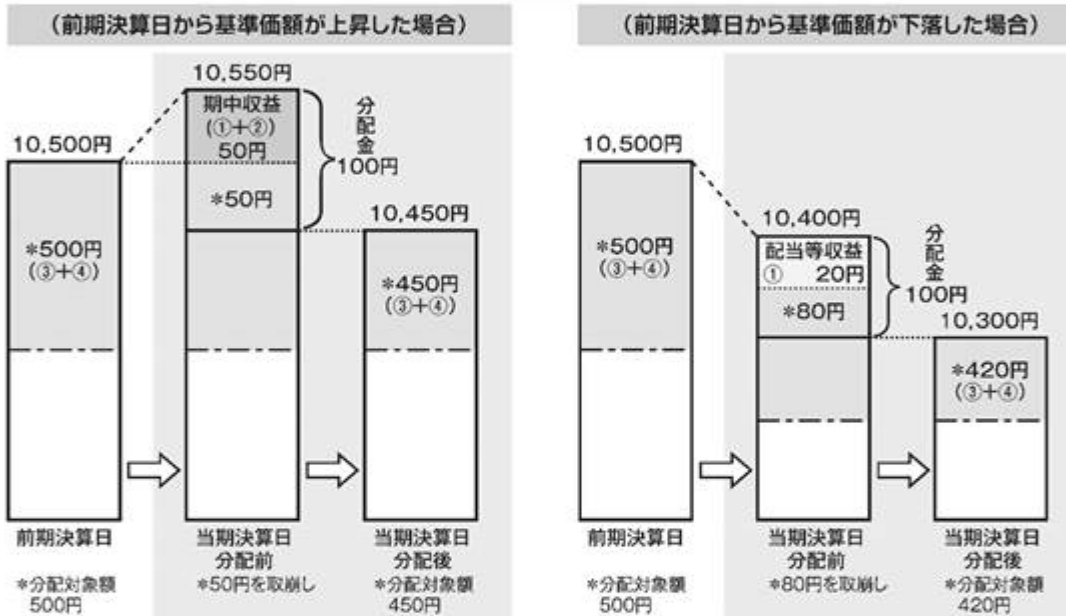 (前期決算日から基準価額が上昇した場合)
10,550円
期中収益
(①+②)
50円
*50円
分配金
100円
10,500円
*500円
(③+④)
10,450円
*450円
(③+④)
前期決算日
当期決算日
分配前
当期決算日
分配後
*分配対象額
500円
*50円を取崩し
*分配対象額
450円
(前期決算日から基準価額が下落した場合)
10,500円
*500円
(③+④)
10,400円
配当等収益
① 20円
*80円
分配金
100円
10,300円
*420円
(③+④)
前期決算日
当期決算日
分配前
当期決算日
分配後
*分配対象額
500円
*80円を取崩し
*分配対象額
420円